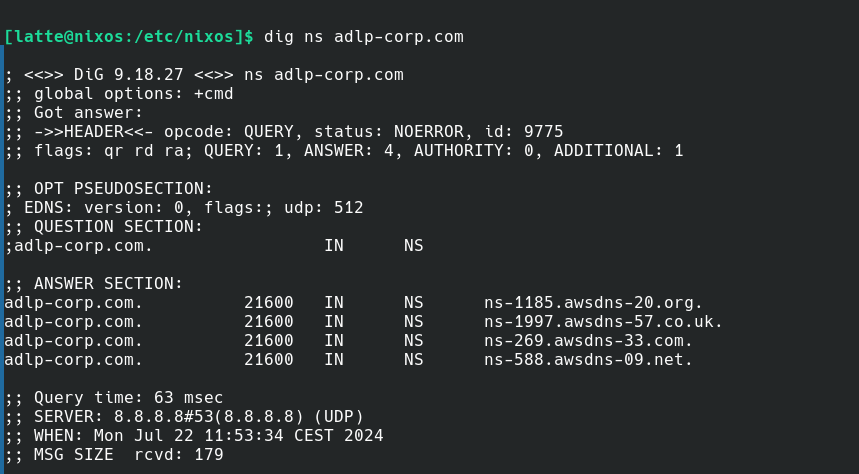 [latte@nixos:/etc/nixos]$ dig ns adlp-corp.com
; <<>> DiG 9.18.27 <<>> ns adlp-corp.com
;; global options: +cmd
;; Got answer:
;; ->>HEADER<<- opcode: QUERY, status: NOERROR, id: 9775
;; flags: qr rd ra; QUERY: 1, ANSWER: 4, AUTHORITY: 0, ADDITIONAL: 1
;; OPT PSEUDOSECTION:
; EDNS: version: 0, flags:; udp: 512
;; QUESTION SECTION:
;adlp-corp.com. IN NS
;; ANSWER SECTION:
adlp-corp.com. 21600 IN NS ns-1185.awsdns-20.org.
adlp-corp.com. 21600 IN NS ns-1997.awsdns-57.co.uk.
adlp-corp.com. 21600 IN NS ns-269.awsdns-33.com.
adlp-corp.com. 21600 IN NS ns-588.awsdns-09.net.
;; Query time: 63 msec
;; SERVER: 8.8.8.8#53(8.8.8.8) (UDP)
;; WHEN: Mon Jul 22 11:53:34 CEST 2024
;; MSG SIZE rcvd: 179